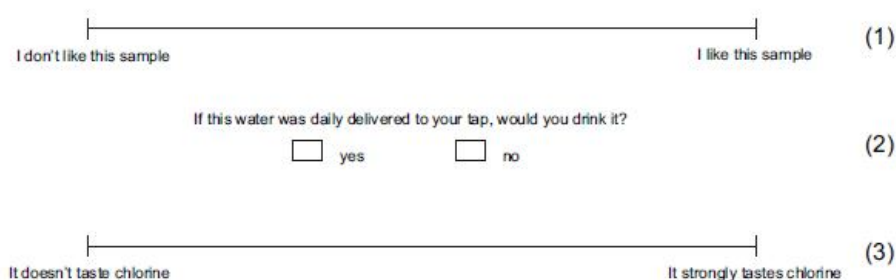 (1)
I don't like this sample I like this sample
If this water was daily delivered to your tap, would you drink it?
(2)
yes no
(3)
It doesn't taste chlorine It strongly tastes chlorine